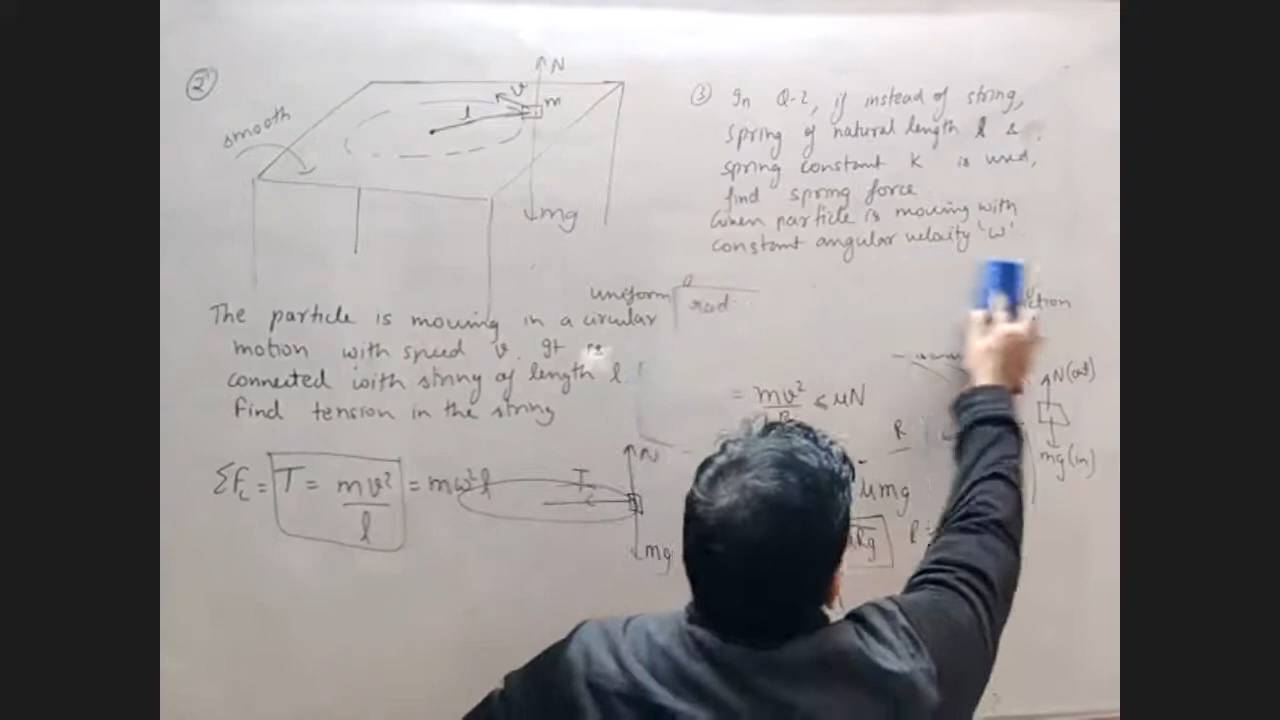 2
N
v
m
l
smooth
mg
The particle is moving in a circular
motion with speed v. It is
connected with string of length l.
Find tension in the string
uniform
ΣFc = T = mv²/l = mω²l
T
N
mg
③ In Q-2, if instead of string,
spring of natural length l &
spring constant K is used,
find spring force
when particle is moving with
constant angular velocity 'ω'
rad
= mv²/R ≤ μN
R
μmg
N(out)
mg(in)